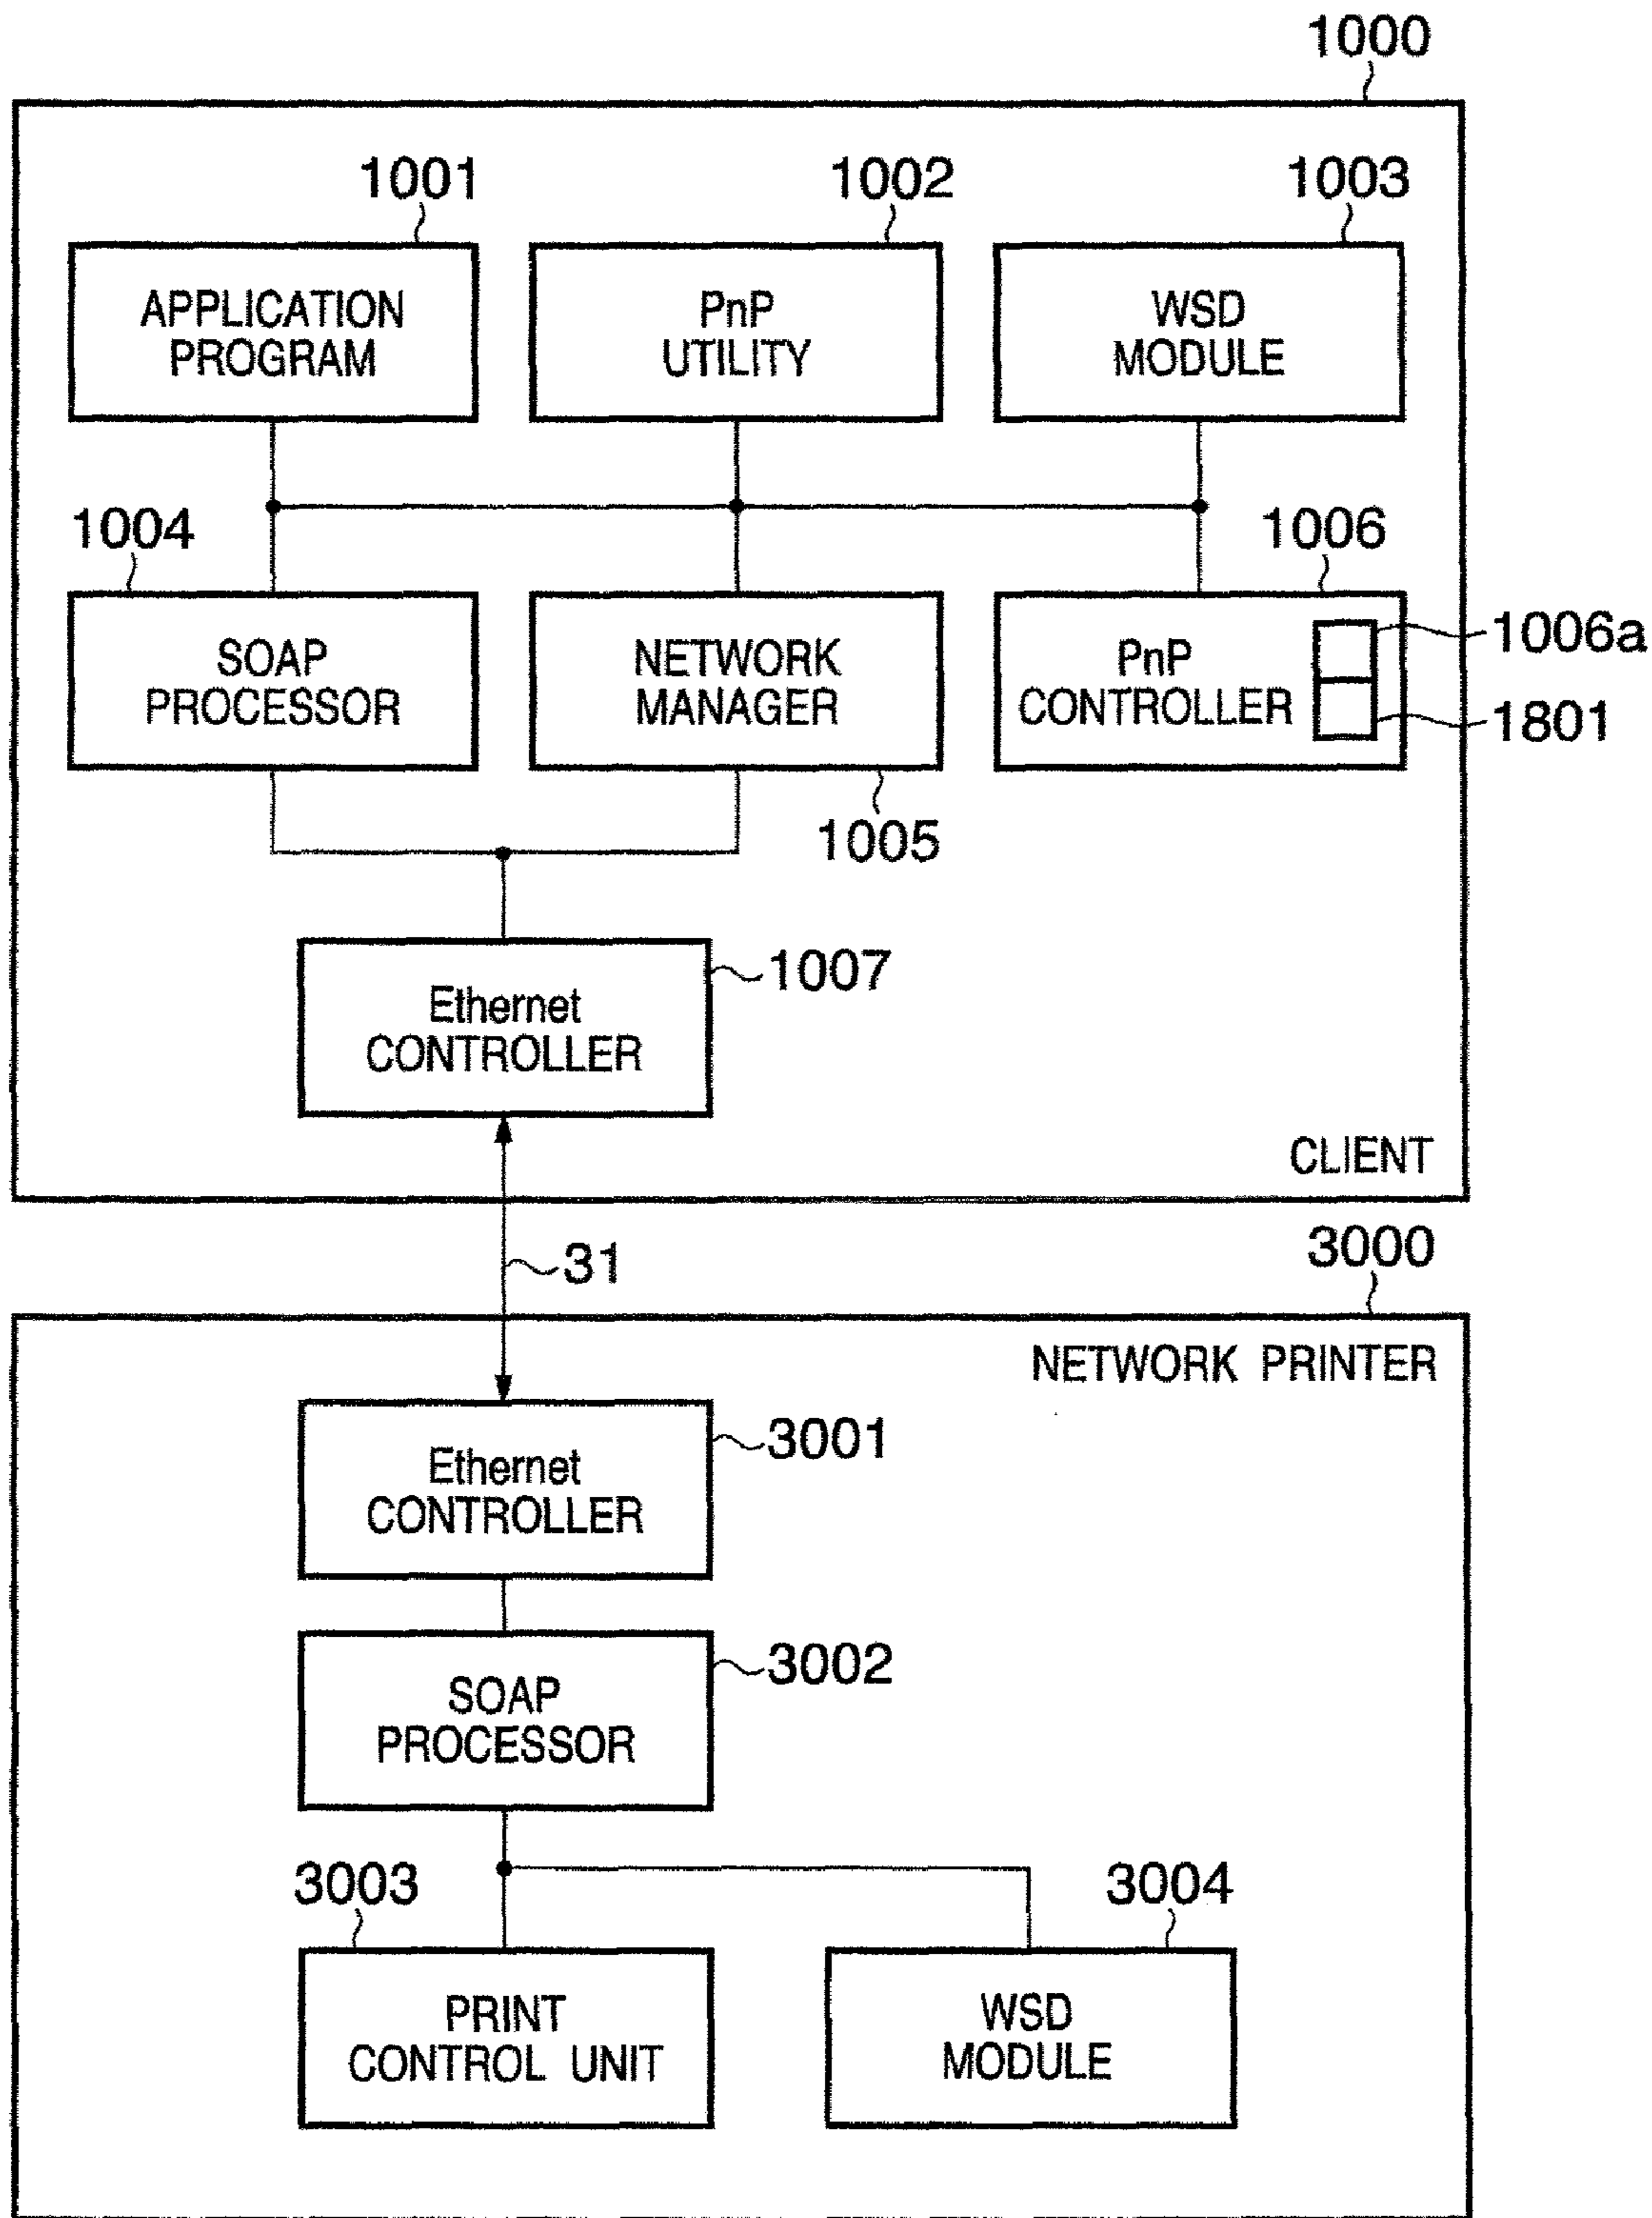 1000
1001
1002
1003
APPLICATION
PROGRAM
PnP
UTILITY
WSD
MODULE
1004
1006
SOAP
PROCESSOR
NETWORK
MANAGER
PnP
CONTROLLER
1006a
1801
1005
1007
Ethernet
CONTROLLER
CLIENT
31
3000
NETWORK PRINTER
3001
Ethernet
CONTROLLER
3002
SOAP
PROCESSOR
3003
3004
PRINT
CONTROL UNIT
WSD
MODULE